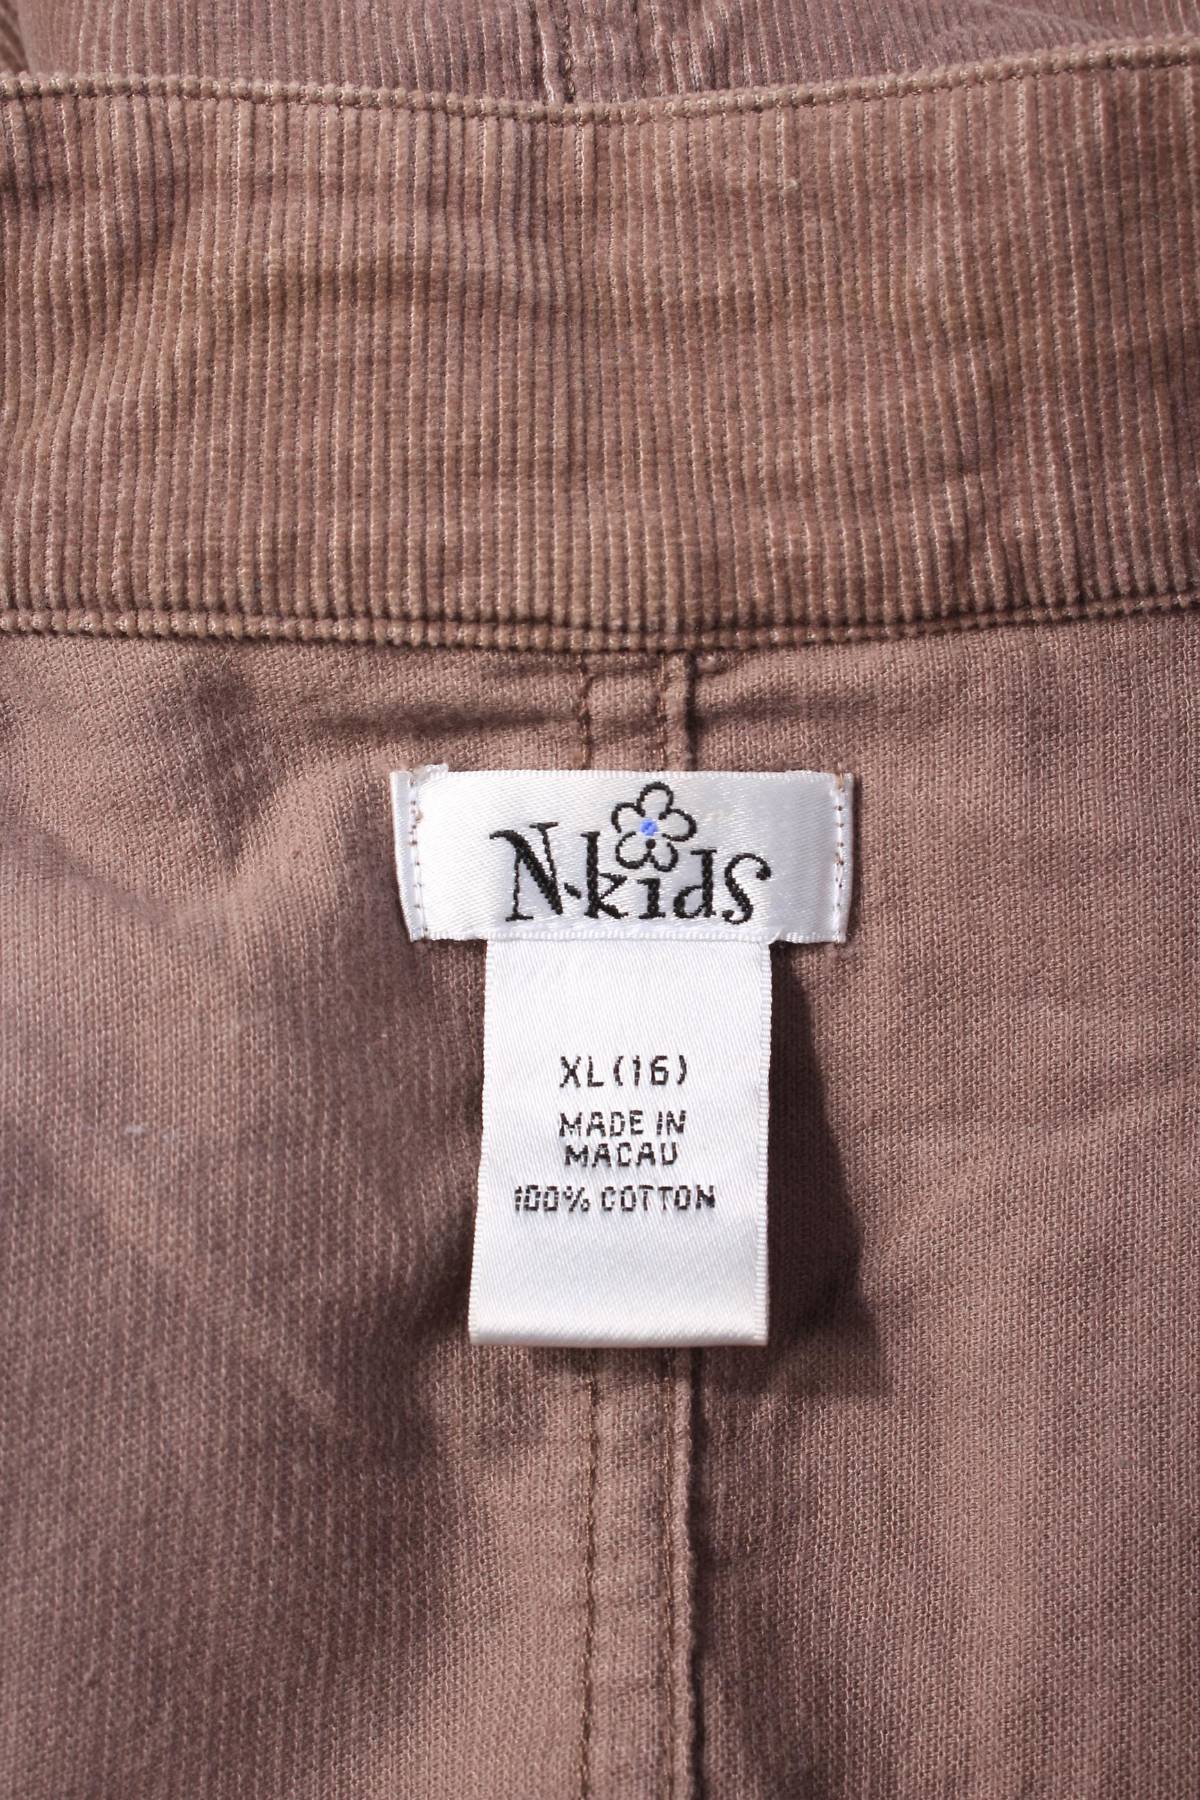 N-kids
XL(16)
MADE IN
MACAU
100% COTTON